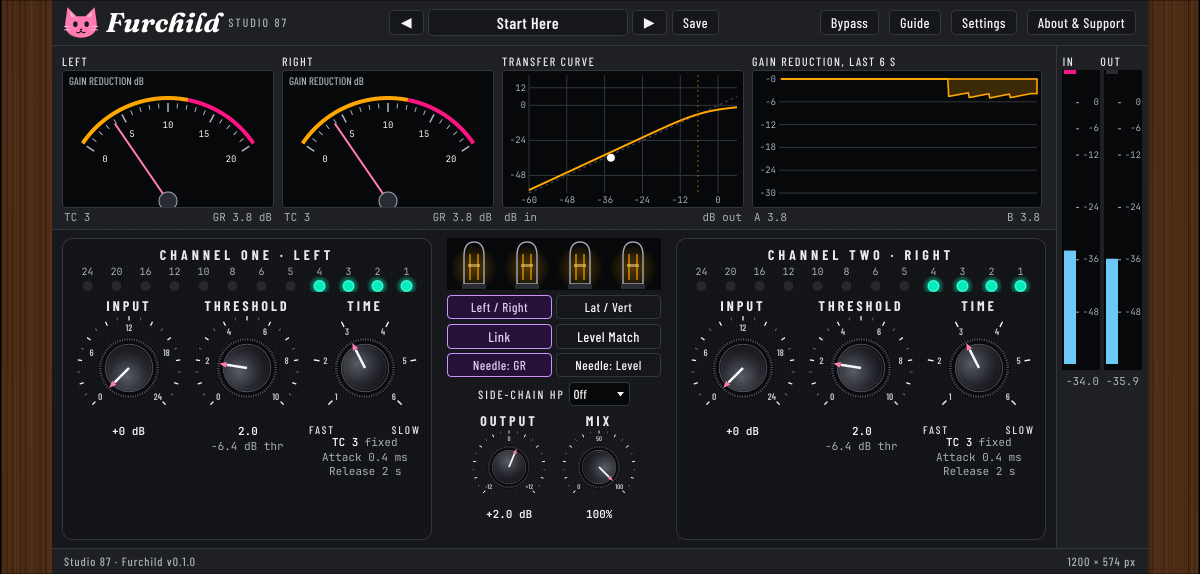 Furchild STUDIO 87
◀ Start Here ▶ Save
Bypass Guide Settings About & Support
LEFT
GAIN REDUCTION dB
0 5 10 15 20
TC 3 GR 3.8 dB
RIGHT
GAIN REDUCTION dB
0 5 10 15 20
TC 3 GR 3.8 dB
TRANSFER CURVE
12
0
-24
-48
-60 -48 -36 -24 -12 0
dB in dB out
GAIN REDUCTION, LAST 6 S
-0
-6
-12
-18
-24
-30
A 3.8 B 3.8
IN OUT
- 0
- -6
- -12
- -24
- -36
- -48
-34.0 -35.9
CHANNEL ONE · LEFT
24 20 16 12 10 8 6 5 4 3 2 1
INPUT THRESHOLD TIME
0 6 12 18 24
0 2 4 6 8 10
1 2 3 4 5 6
+0 dB
2.0
-6.4 dB thr
FAST SLOW
TC 3 fixed
Attack 0.4 ms
Release 2 s
Left / Right Lat / Vert
Link Level Match
Needle: GR Needle: Level
SIDE-CHAIN HP Off
OUTPUT MIX
-12 0 +12
0 50 100
+2.0 dB 100%
CHANNEL TWO · RIGHT
24 20 16 12 10 8 6 5 4 3 2 1
INPUT THRESHOLD TIME
0 6 12 18 24
0 2 4 6 8 10
1 2 3 4 5 6
+0 dB
2.0
-6.4 dB thr
FAST SLOW
TC 3 fixed
Attack 0.4 ms
Release 2 s
Studio 87 · Furchild v0.1.0
1200 × 574 px